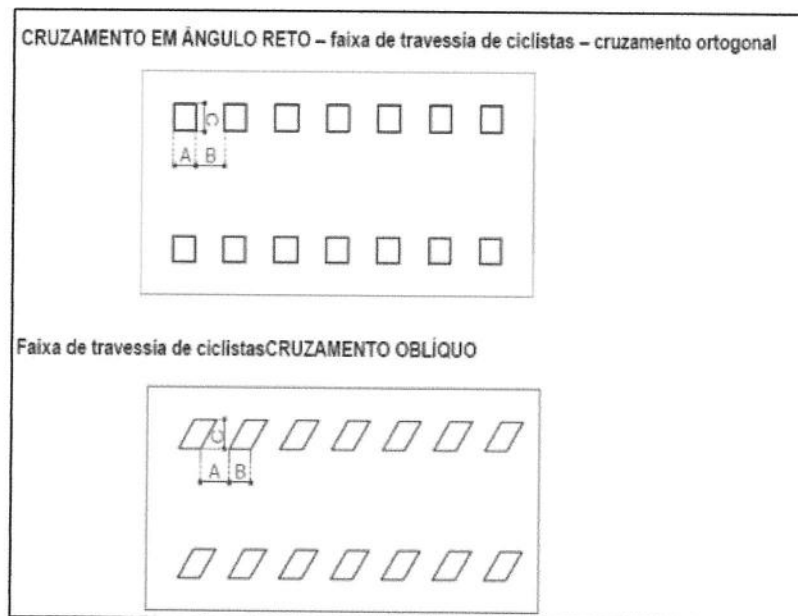 CRUZAMENTO EM ÂNGULO RETO – faixa de travessia de ciclistas – cruzamento ortogonal
C
A B
Faixa de travessia de ciclistasCRUZAMENTO OBLÍQUO
C
A B